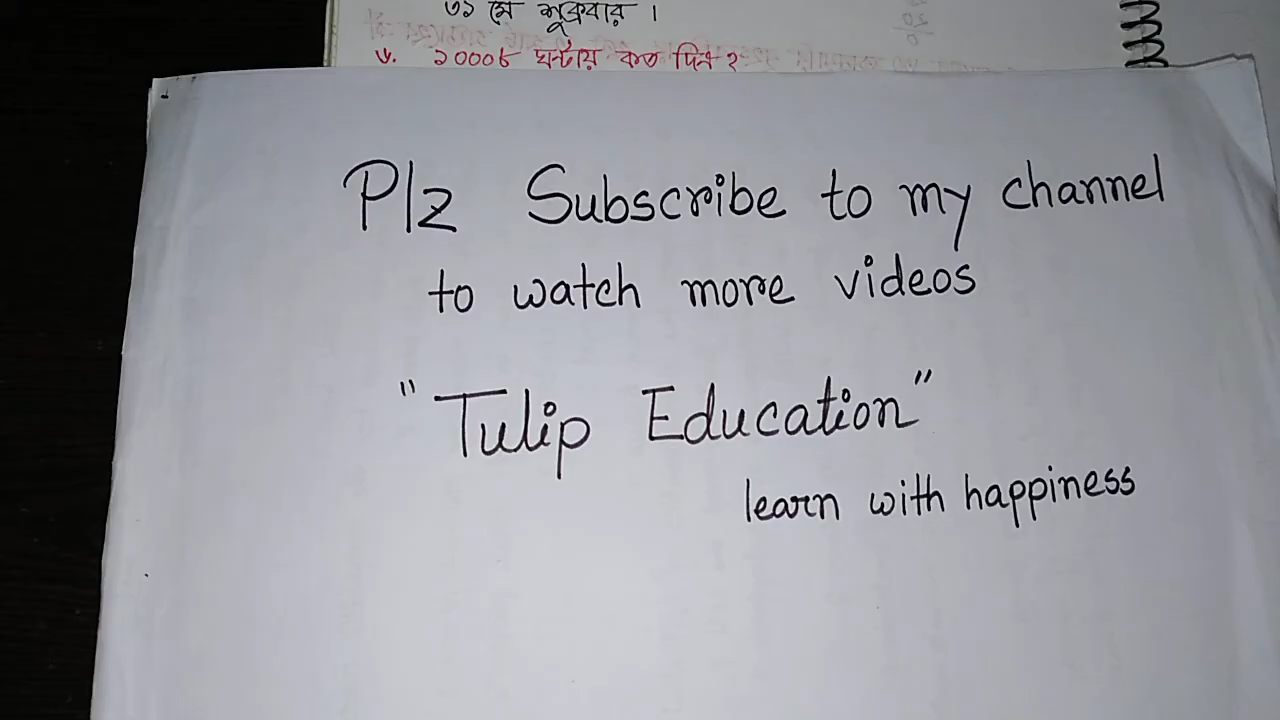 ৩১ মে শুক্রবার ।
৬. ১০০০৮ ঘন্টায় কত দিন ?
Plz Subscribe to my channel
to watch more videos
"Tulip Education"
learn with happiness